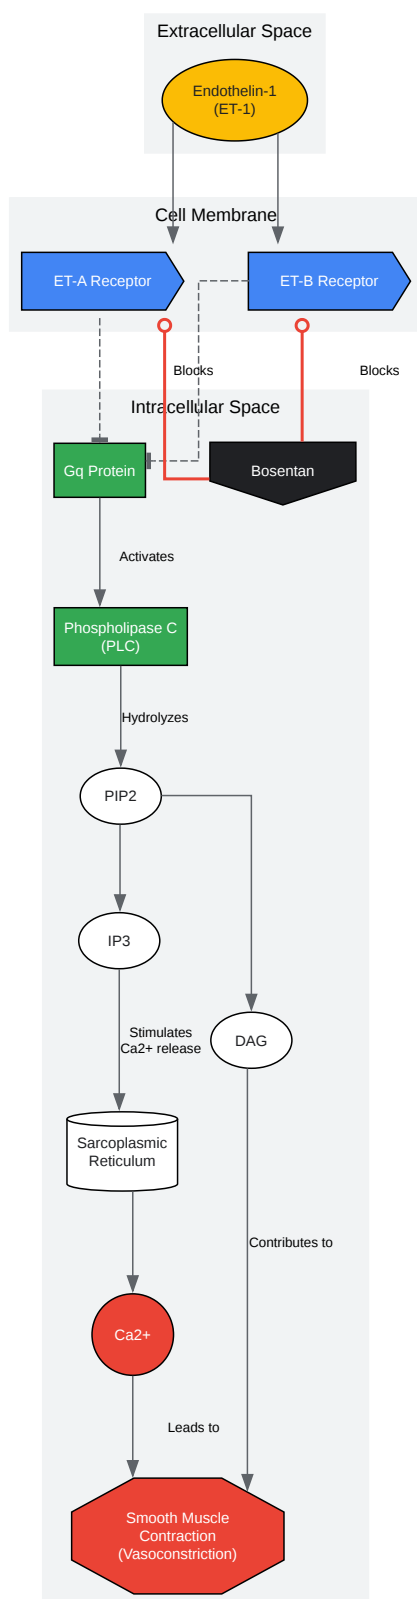 Extracellular Space
Endothelin-1
(ET-1)
Cell Membrane
ET-A Receptor
ET-B Receptor
Blocks
Blocks
Intracellular Space
Gq Protein
Bosentan
Activates
Phospholipase C
(PLC)
Hydrolyzes
PIP2
IP3
Stimulates
Ca2+ release
DAG
Sarcoplasmic
Reticulum
Contributes to
Ca2+
Leads to
Smooth Muscle
Contraction
(Vasoconstriction)